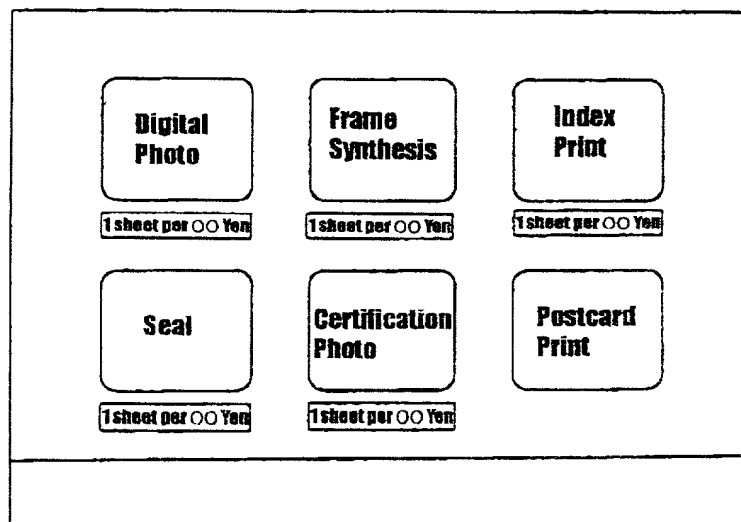 Digital
Photo
Frame
Synthesis
Index
Print
1 sheet per ○○ Yen
1 sheet per ○○ Yen
1 sheet per ○○ Yen
Seal
Certification
Photo
Postcard
Print
1 sheet per ○○ Yen
1 sheet per ○○ Yen